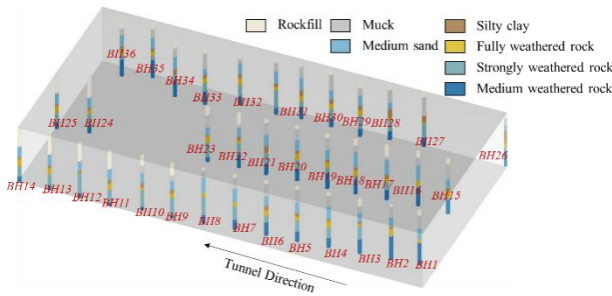 Rockfill
Muck
Silty clay
Medium sand
Fully weathered rock
Strongly weathered rock
Medium weathered rock
BH36
BH35
BH34
BH33
BH32
BH31
BH30
BH29
BH28
BH27
BH26
BH25
BH24
BH23
BH22
BH21
BH20
BH19
BH18
BH17
BH16
BH15
BH14
BH13
BH12
BH11
BH10
BH9
BH8
BH7
BH6
BH5
BH4
BH3
BH2
BH1
Tunnel Direction